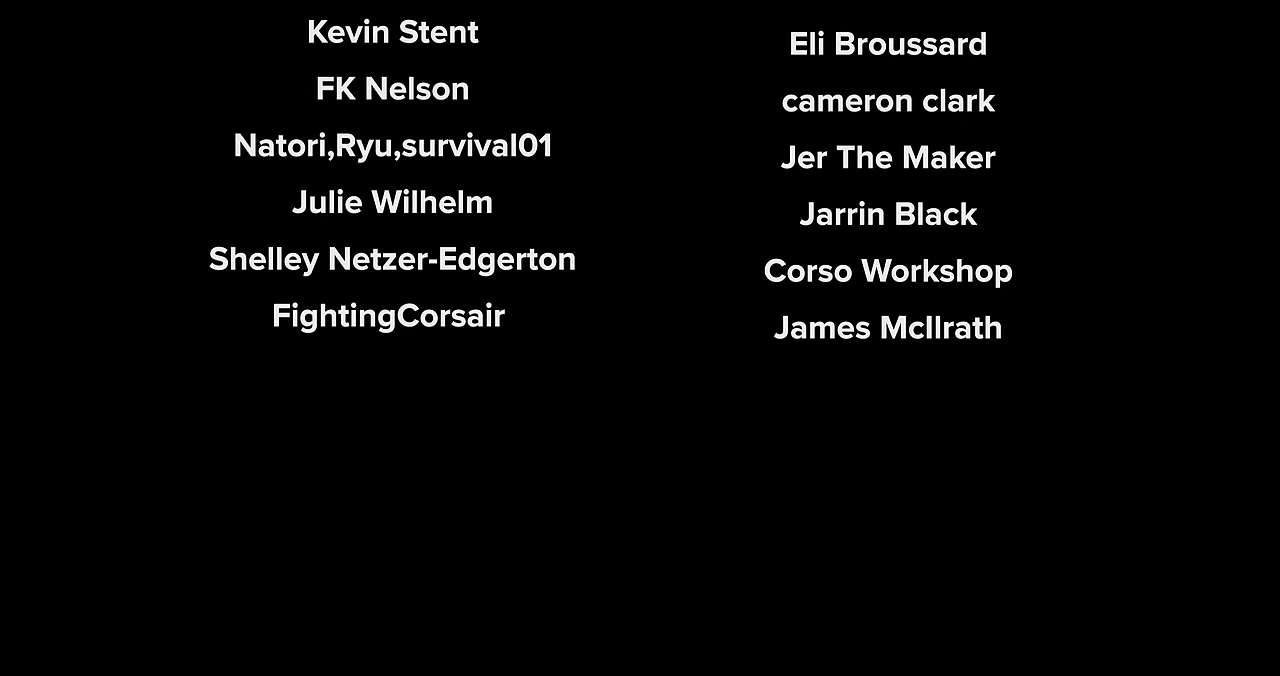 Kevin Stent
FK Nelson
Natori,Ryu,survival01
Julie Wilhelm
Shelley Netzer-Edgerton
FightingCorsair
Eli Broussard
cameron clark
Jer The Maker
Jarrin Black
Corso Workshop
James McIlrath